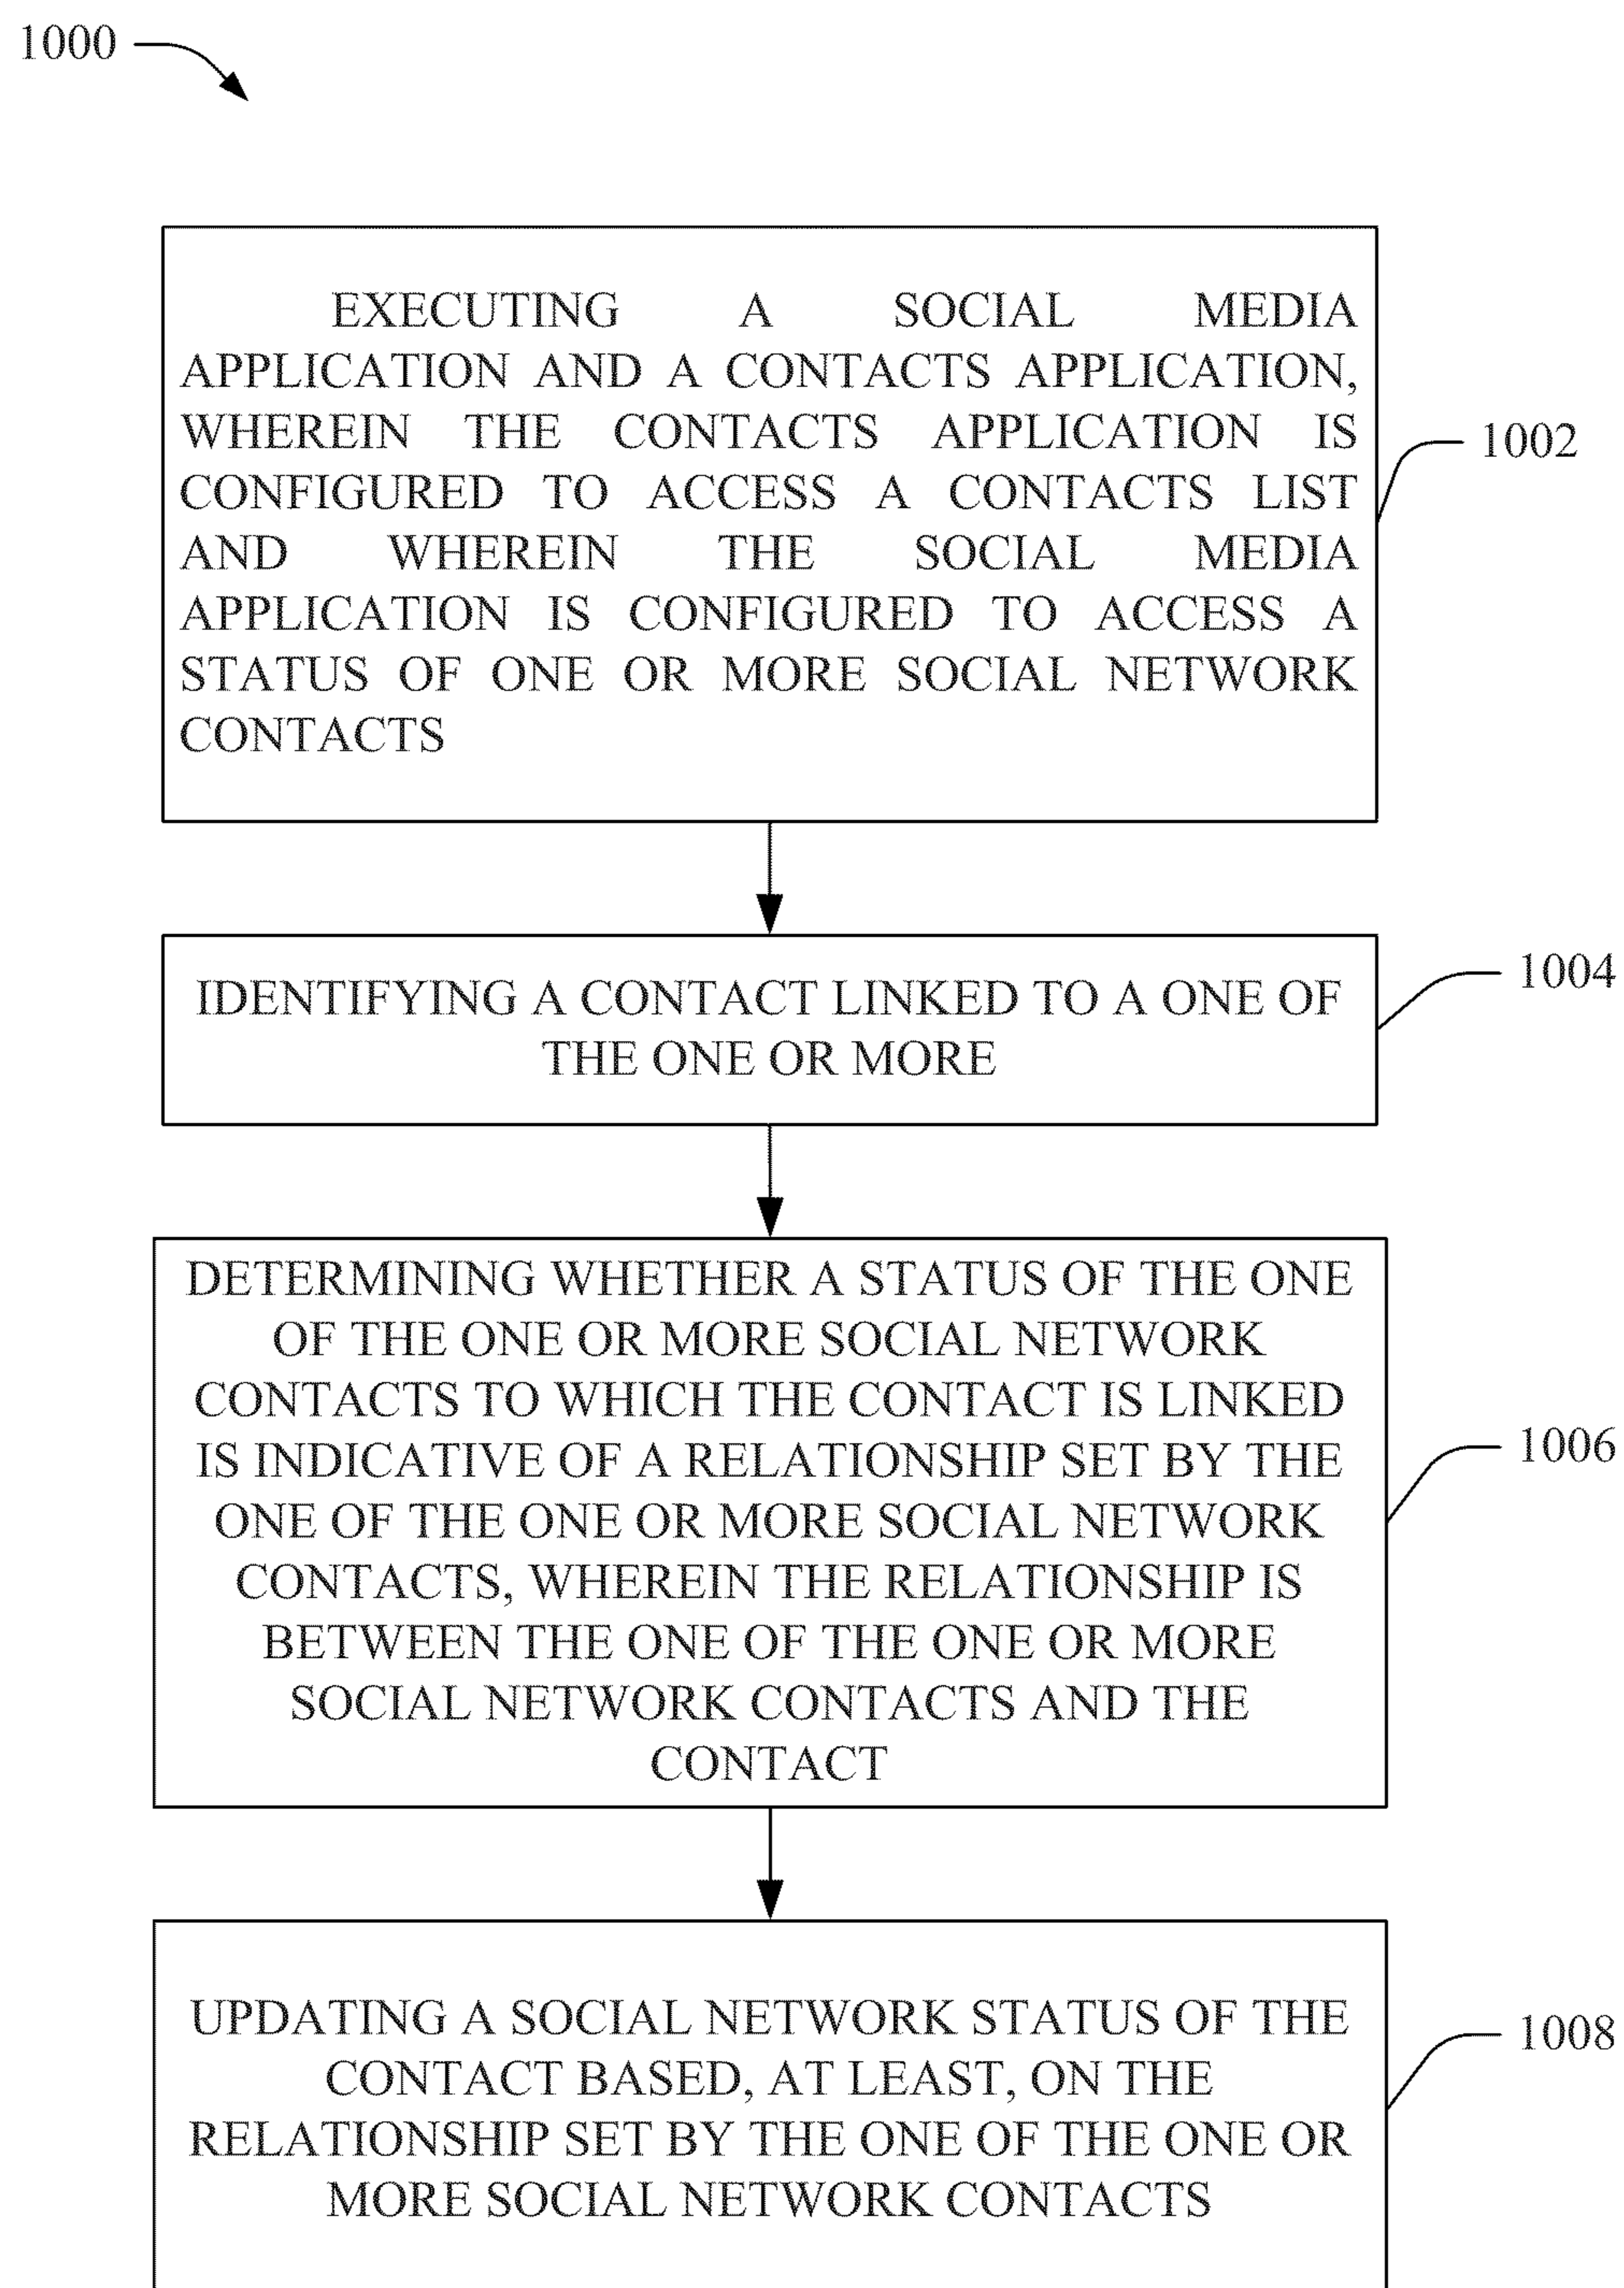 1000
EXECUTING A SOCIAL MEDIA
APPLICATION AND A CONTACTS APPLICATION,
WHEREIN THE CONTACTS APPLICATION IS
CONFIGURED TO ACCESS A CONTACTS LIST
AND WHEREIN THE SOCIAL MEDIA
APPLICATION IS CONFIGURED TO ACCESS A
STATUS OF ONE OR MORE SOCIAL NETWORK
CONTACTS
1002
IDENTIFYING A CONTACT LINKED TO A ONE OF
THE ONE OR MORE
1004
DETERMINING WHETHER A STATUS OF THE ONE
OF THE ONE OR MORE SOCIAL NETWORK
CONTACTS TO WHICH THE CONTACT IS LINKED
IS INDICATIVE OF A RELATIONSHIP SET BY THE
ONE OF THE ONE OR MORE SOCIAL NETWORK
CONTACTS, WHEREIN THE RELATIONSHIP IS
BETWEEN THE ONE OF THE ONE OR MORE
SOCIAL NETWORK CONTACTS AND THE
CONTACT
1006
UPDATING A SOCIAL NETWORK STATUS OF THE
CONTACT BASED, AT LEAST, ON THE
RELATIONSHIP SET BY THE ONE OF THE ONE OR
MORE SOCIAL NETWORK CONTACTS
1008